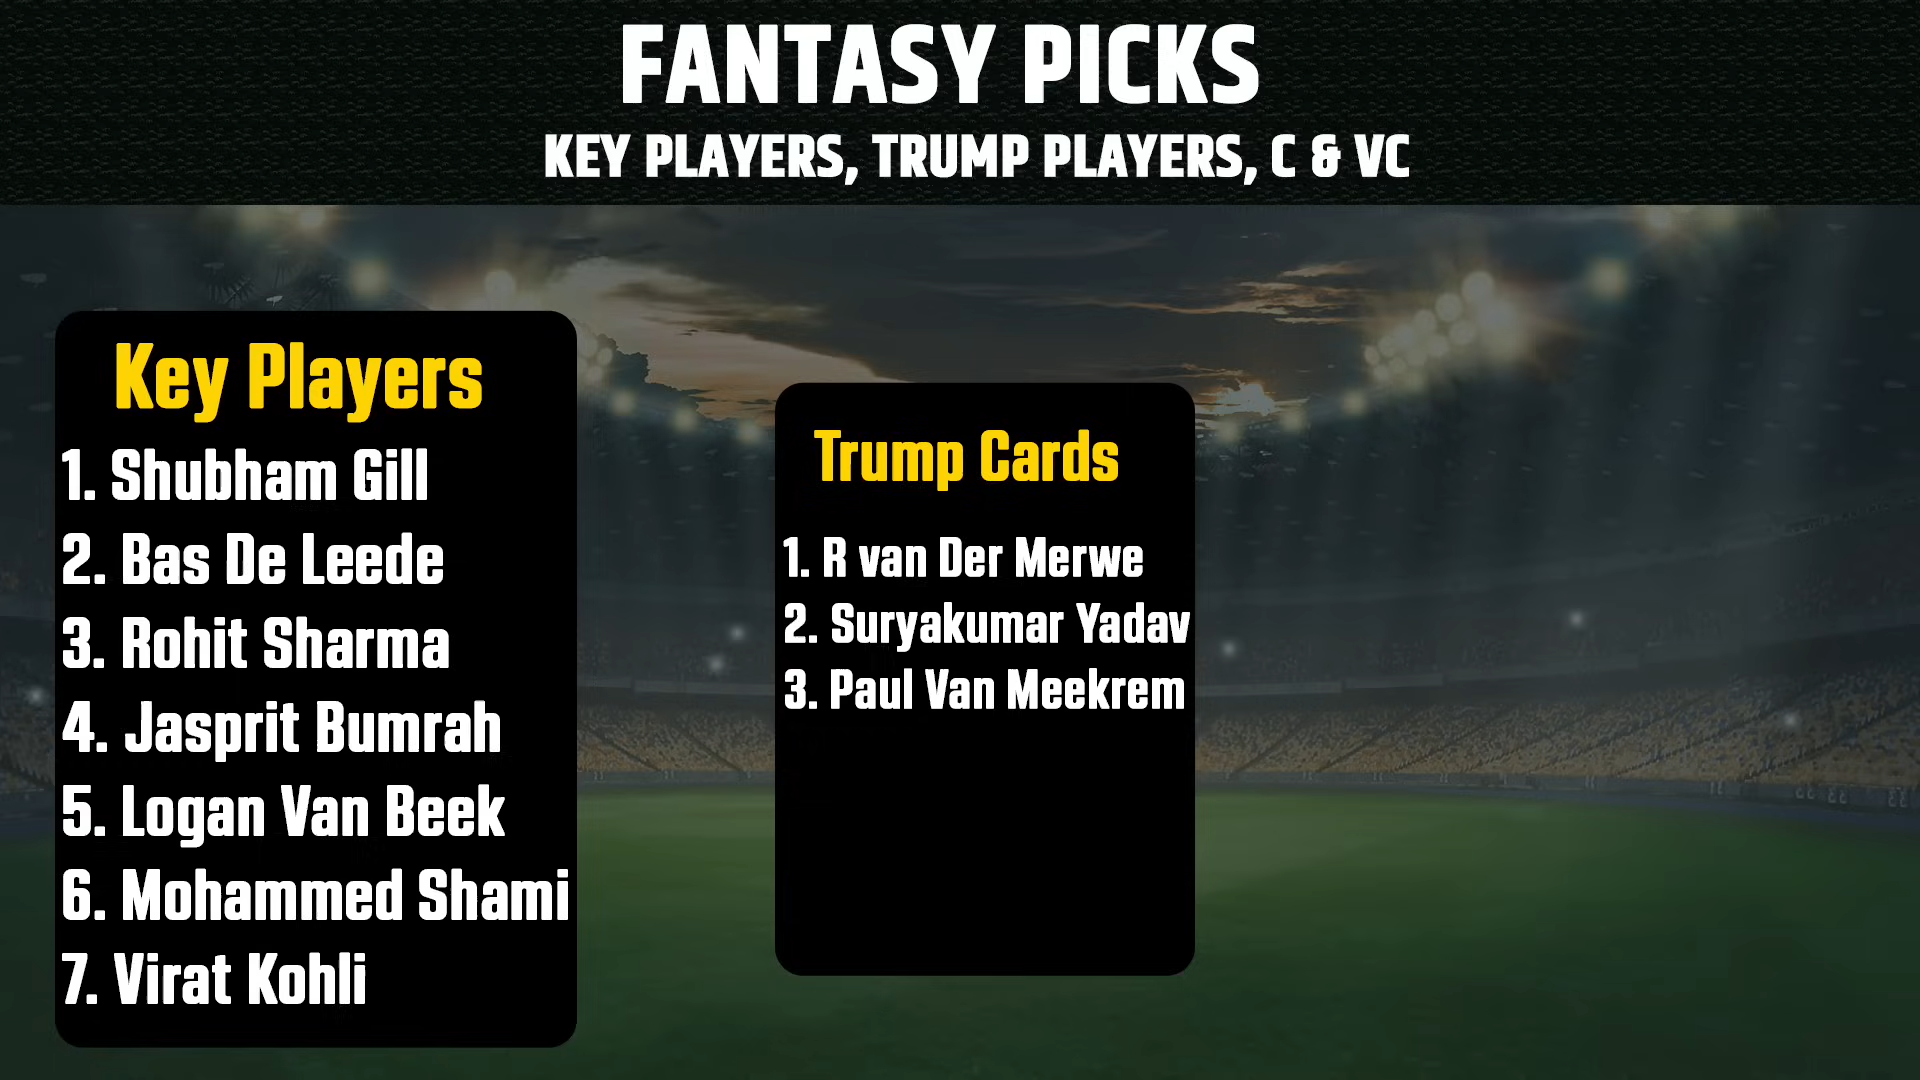 FANTASY PICKS
KEY PLAYERS, TRUMP PLAYERS, C & VC
Key Players
1. Shubham Gill
2. Bas De Leede
3. Rohit Sharma
4. Jasprit Bumrah
5. Logan Van Beek
6. Mohammed Shami
7. Virat Kohli
Trump Cards
1. R van Der Merwe
2. Suryakumar Yadav
3. Paul Van Meekrem